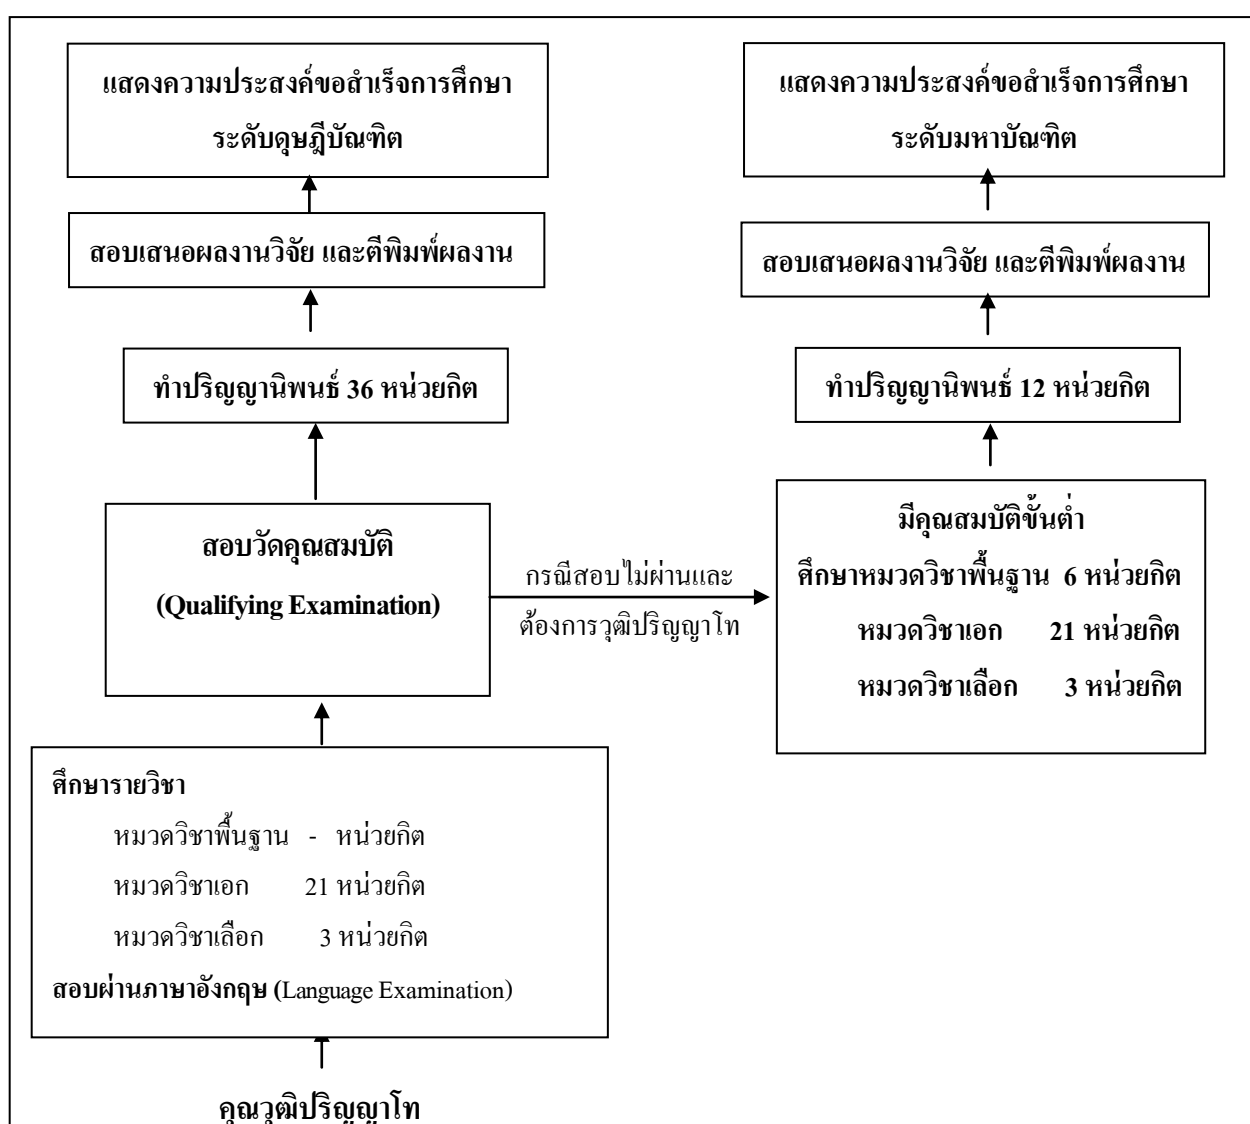 แสดงความประสงค์ขอสำเร็จการศึกษา
ระดับดุษฎีบัณฑิต
สอบเสนอผลงานวิจัย และตีพิมพ์ผลงาน
ทำปริญญานิพนธ์ 36 หน่วยกิต
สอบวัดคุณสมบัติ
(Qualifying Examination)
ศึกษารายวิชา
หมวดวิชาพื้นฐาน - หน่วยกิต
หมวดวิชาเอก 21 หน่วยกิต
หมวดวิชาเลือก 3 หน่วยกิต
สอบผ่านภาษาอังกฤษ (Language Examination)
คุณวุฒิปริญญาโท
กรณีสอบไม่ผ่านและ
ต้องการวุฒิปริญญาโท
แสดงความประสงค์ขอสำเร็จการศึกษา
ระดับมหาบัณฑิต
สอบเสนอผลงานวิจัย และตีพิมพ์ผลงาน
ทำปริญญานิพนธ์ 12 หน่วยกิต
มีคุณสมบัติขั้นต่ำ
ศึกษาหมวดวิชาพื้นฐาน 6 หน่วยกิต
หมวดวิชาเอก 21 หน่วยกิต
หมวดวิชาเลือก 3 หน่วยกิต